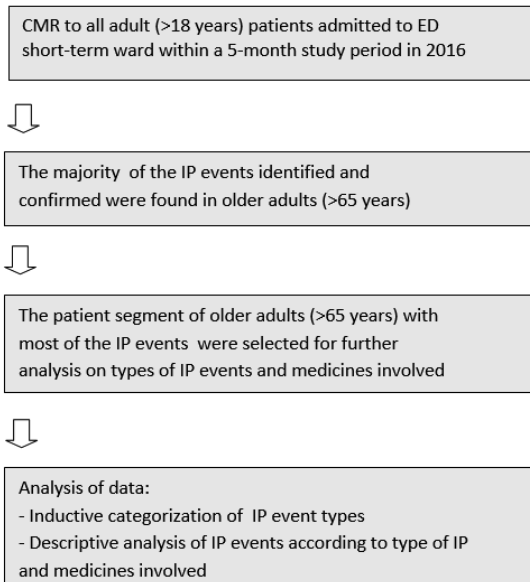 CMR to all adult (>18 years) patients admitted to ED
short-term ward within a 5-month study period in 2016
The majority of the IP events identified and
confirmed were found in older adults (>65 years)
The patient segment of older adults (>65 years) with
most of the IP events were selected for further
analysis on types of IP events and medicines involved
Analysis of data:
- Inductive categorization of IP event types
- Descriptive analysis of IP events according to type of IP
and medicines involved